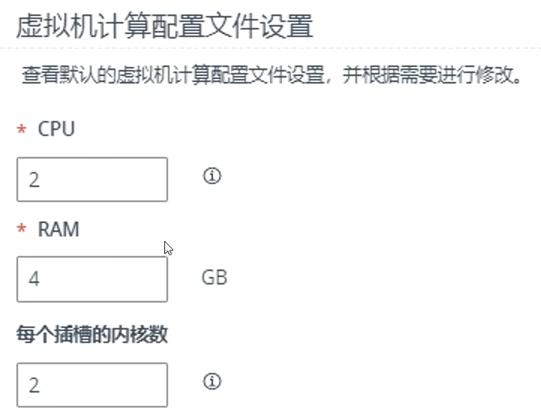 虚拟机计算配置文件设置
查看默认的虚拟机计算配置文件设置，并根据需要进行修改。
* CPU
2
* RAM
4 GB
每个插槽的内核数
2